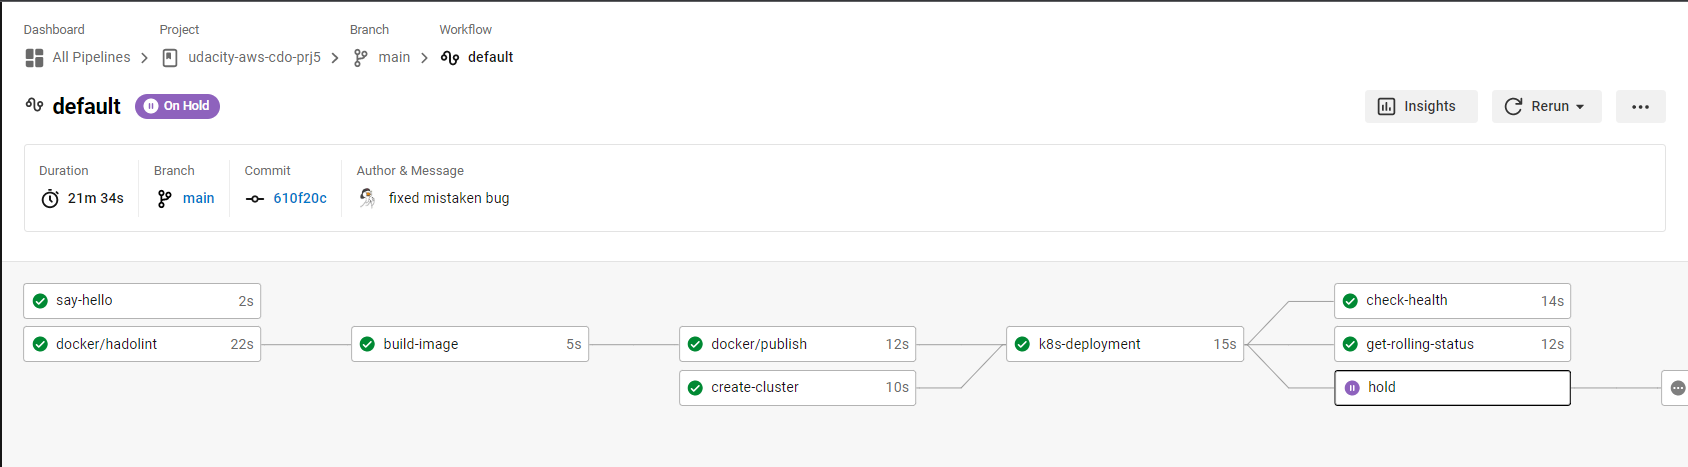 Dashboard Project Branch Workflow
All Pipelines udacity-aws-cdo-prj5 main default
default On Hold Insights Rerun
Duration Branch Commit Author & Message
21m 34s main 610f20c fixed mistaken bug
say-hello 2s check-health 14s
docker/hadolint 22s build-image 5s docker/publish 12s k8s-deployment 15s get-rolling-status 12s
create-cluster 10s hold